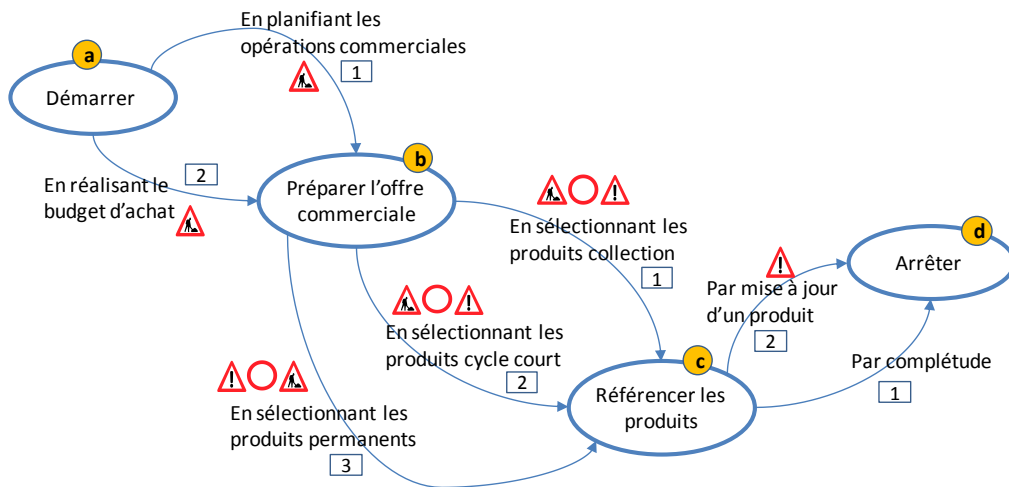 En planifiant les
opérations commerciales
1
a
Démarrer
b
2
En réalisant le
budget d'achat
Préparer l'offre
commerciale
En sélectionnant les
produits collection
1
d
Arrêter
Par mise à jour
d'un produit
2
En sélectionnant les
produits cycle court
2
c
Par complétude
1
Référencer les
produits
En sélectionnant les
produits permanents
3